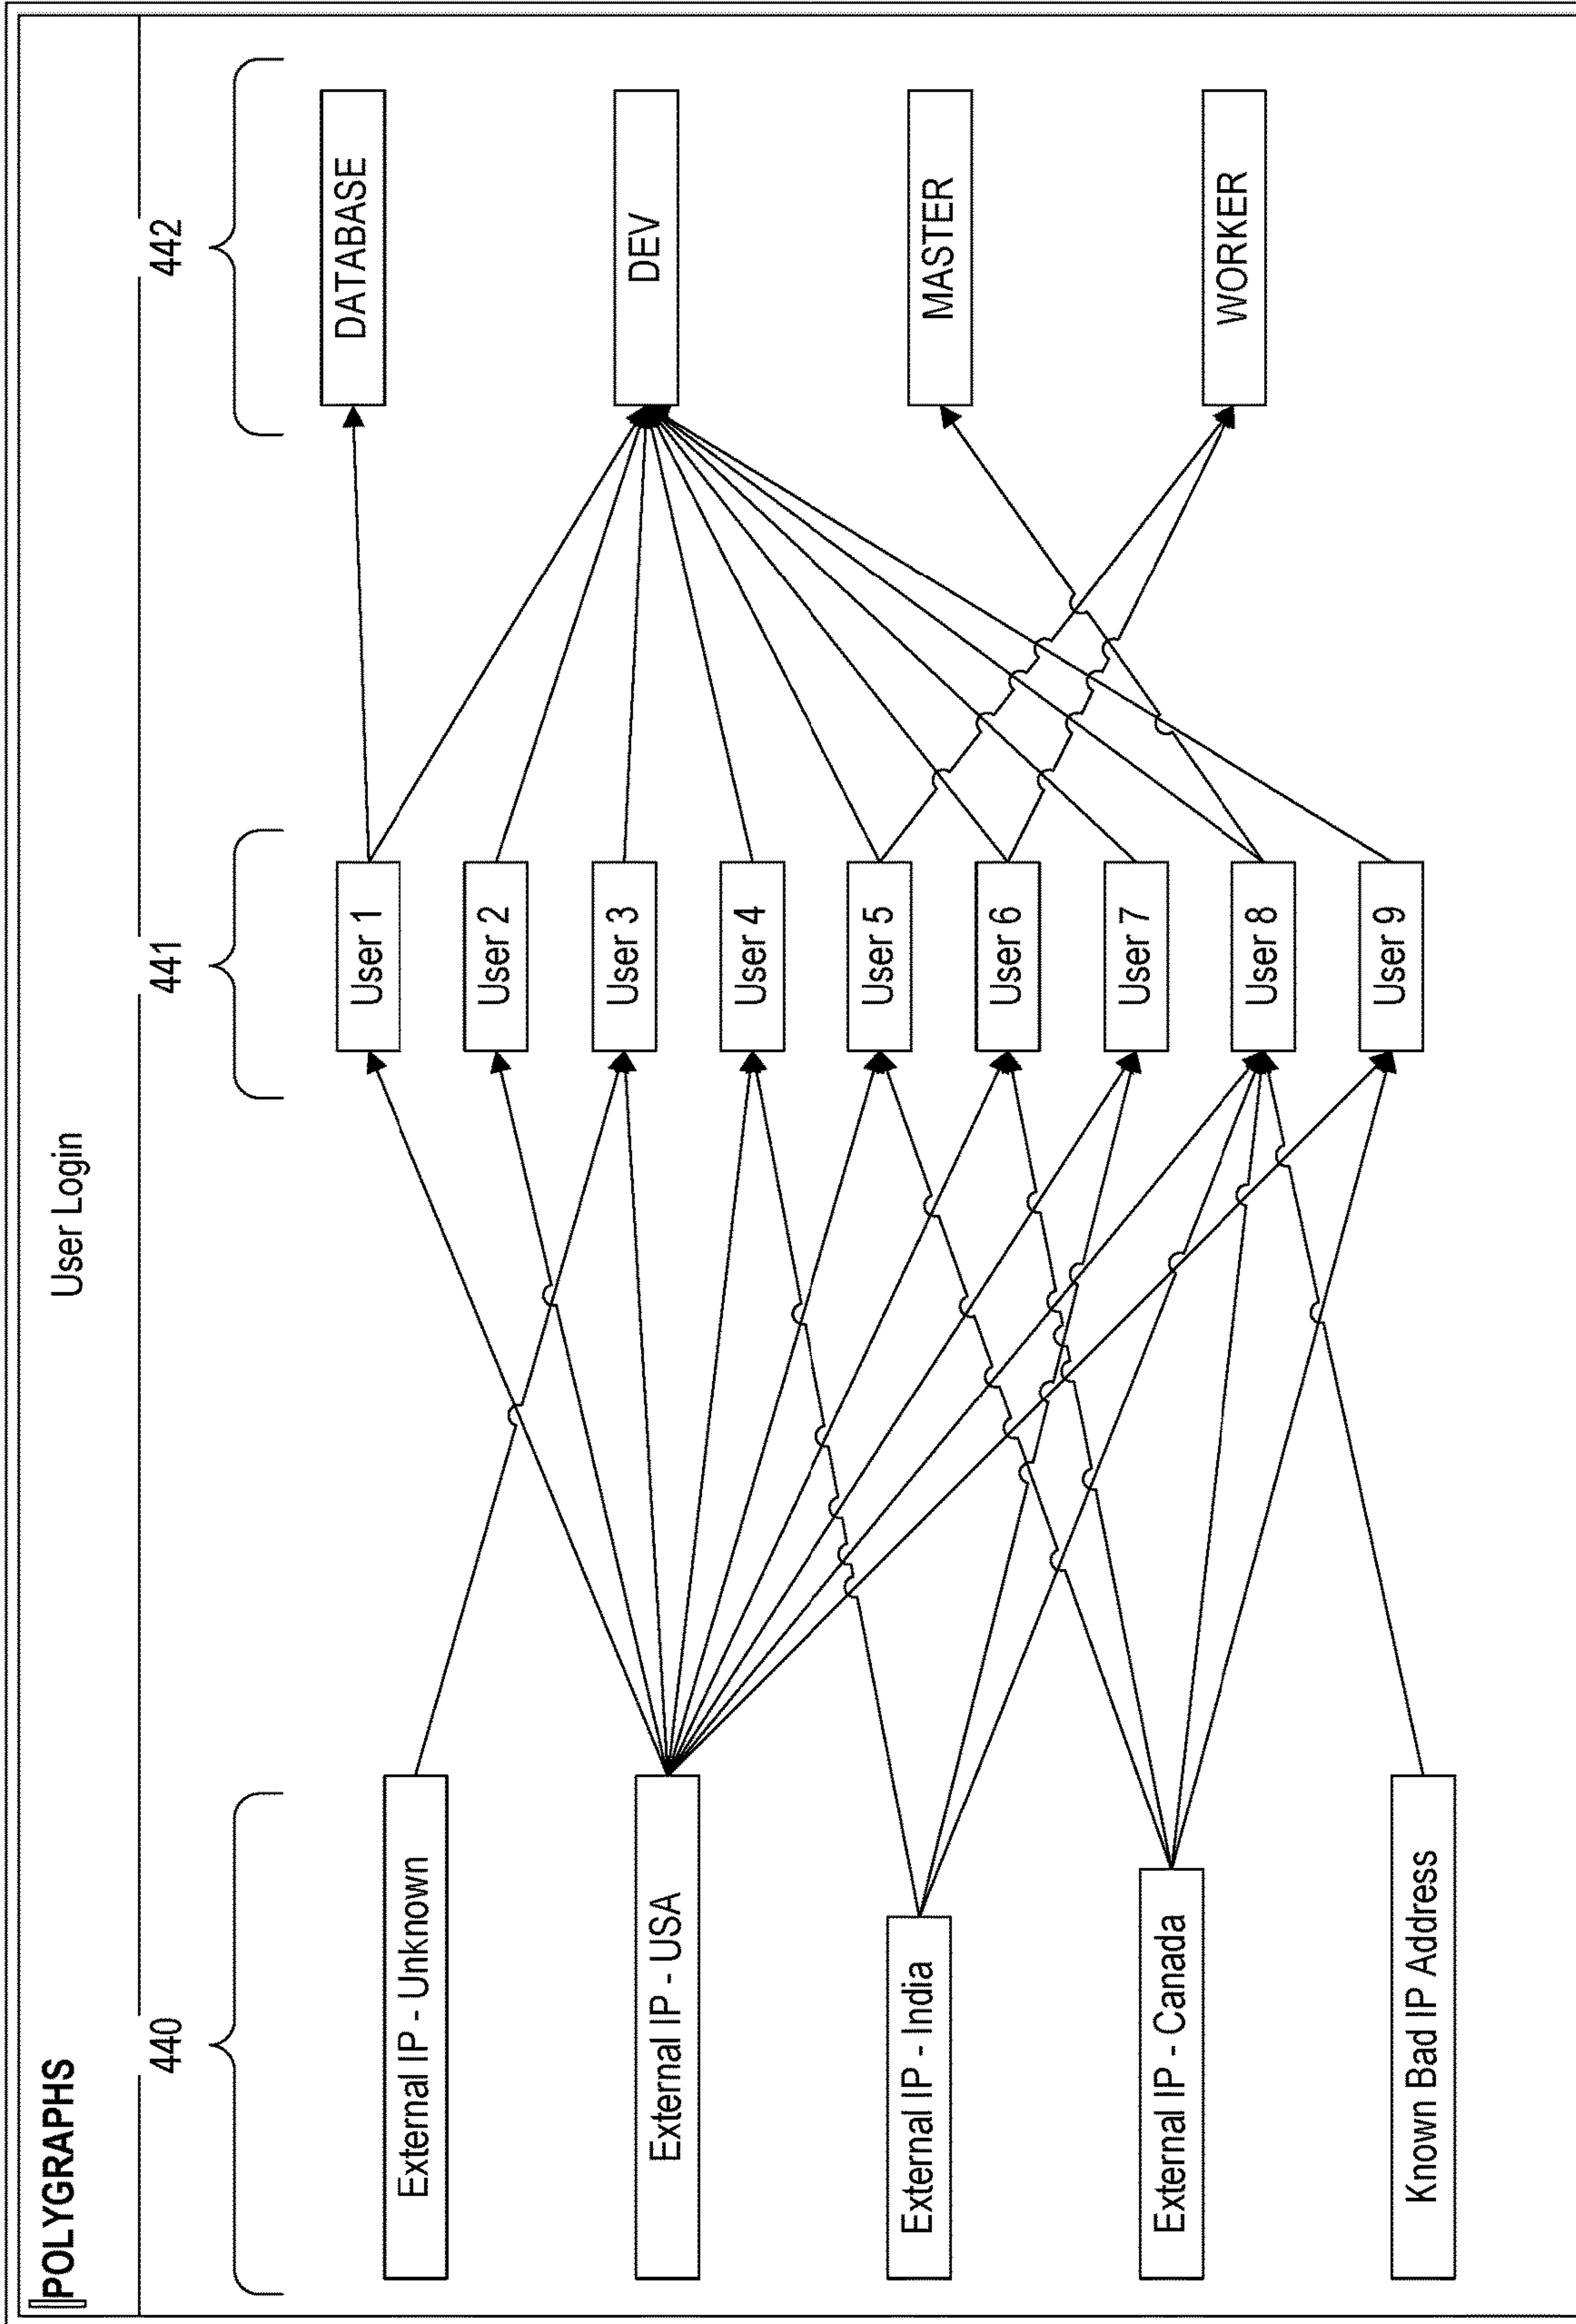 POLYGRAPHS
User Login
440
441
442
External IP - Unknown
External IP - USA
External IP - India
External IP - Canada
Known Bad IP Address
User 1
User 2
User 3
User 4
User 5
User 6
User 7
User 8
User 9
DATABASE
DEV
MASTER
WORKER